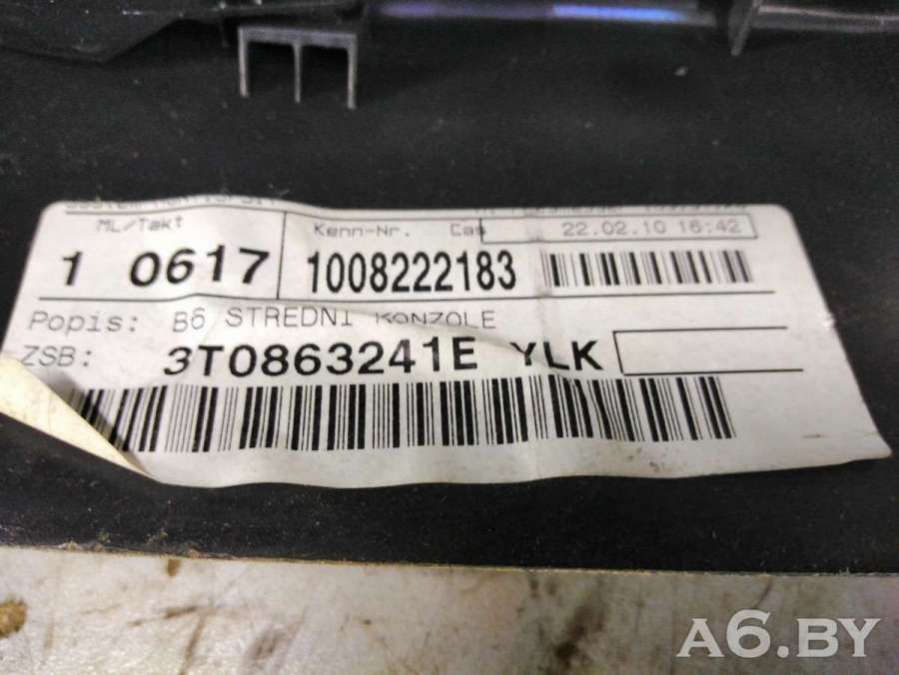 ML/Takt Kenn-Nr. Cas 22.02.10 16:42
1 0617 1008222183
Popis: B6 STREDNI KONZOLE
ZSB: 3T0863241E YLK
A6.BY